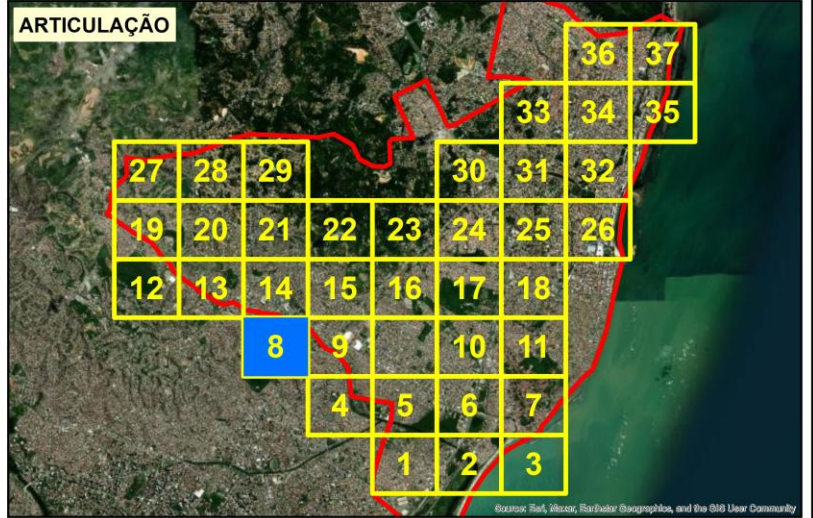 ARTICULAÇÃO
36 37
33 34 35
27 28 29 30 31 32
19 20 21 22 23 24 25 26
12 13 14 15 16 17 18
8 9 10 11
4 5 6 7
1 2 3
Source: Esri, Maxar, Earthstar Geographics, and the GIS User Community